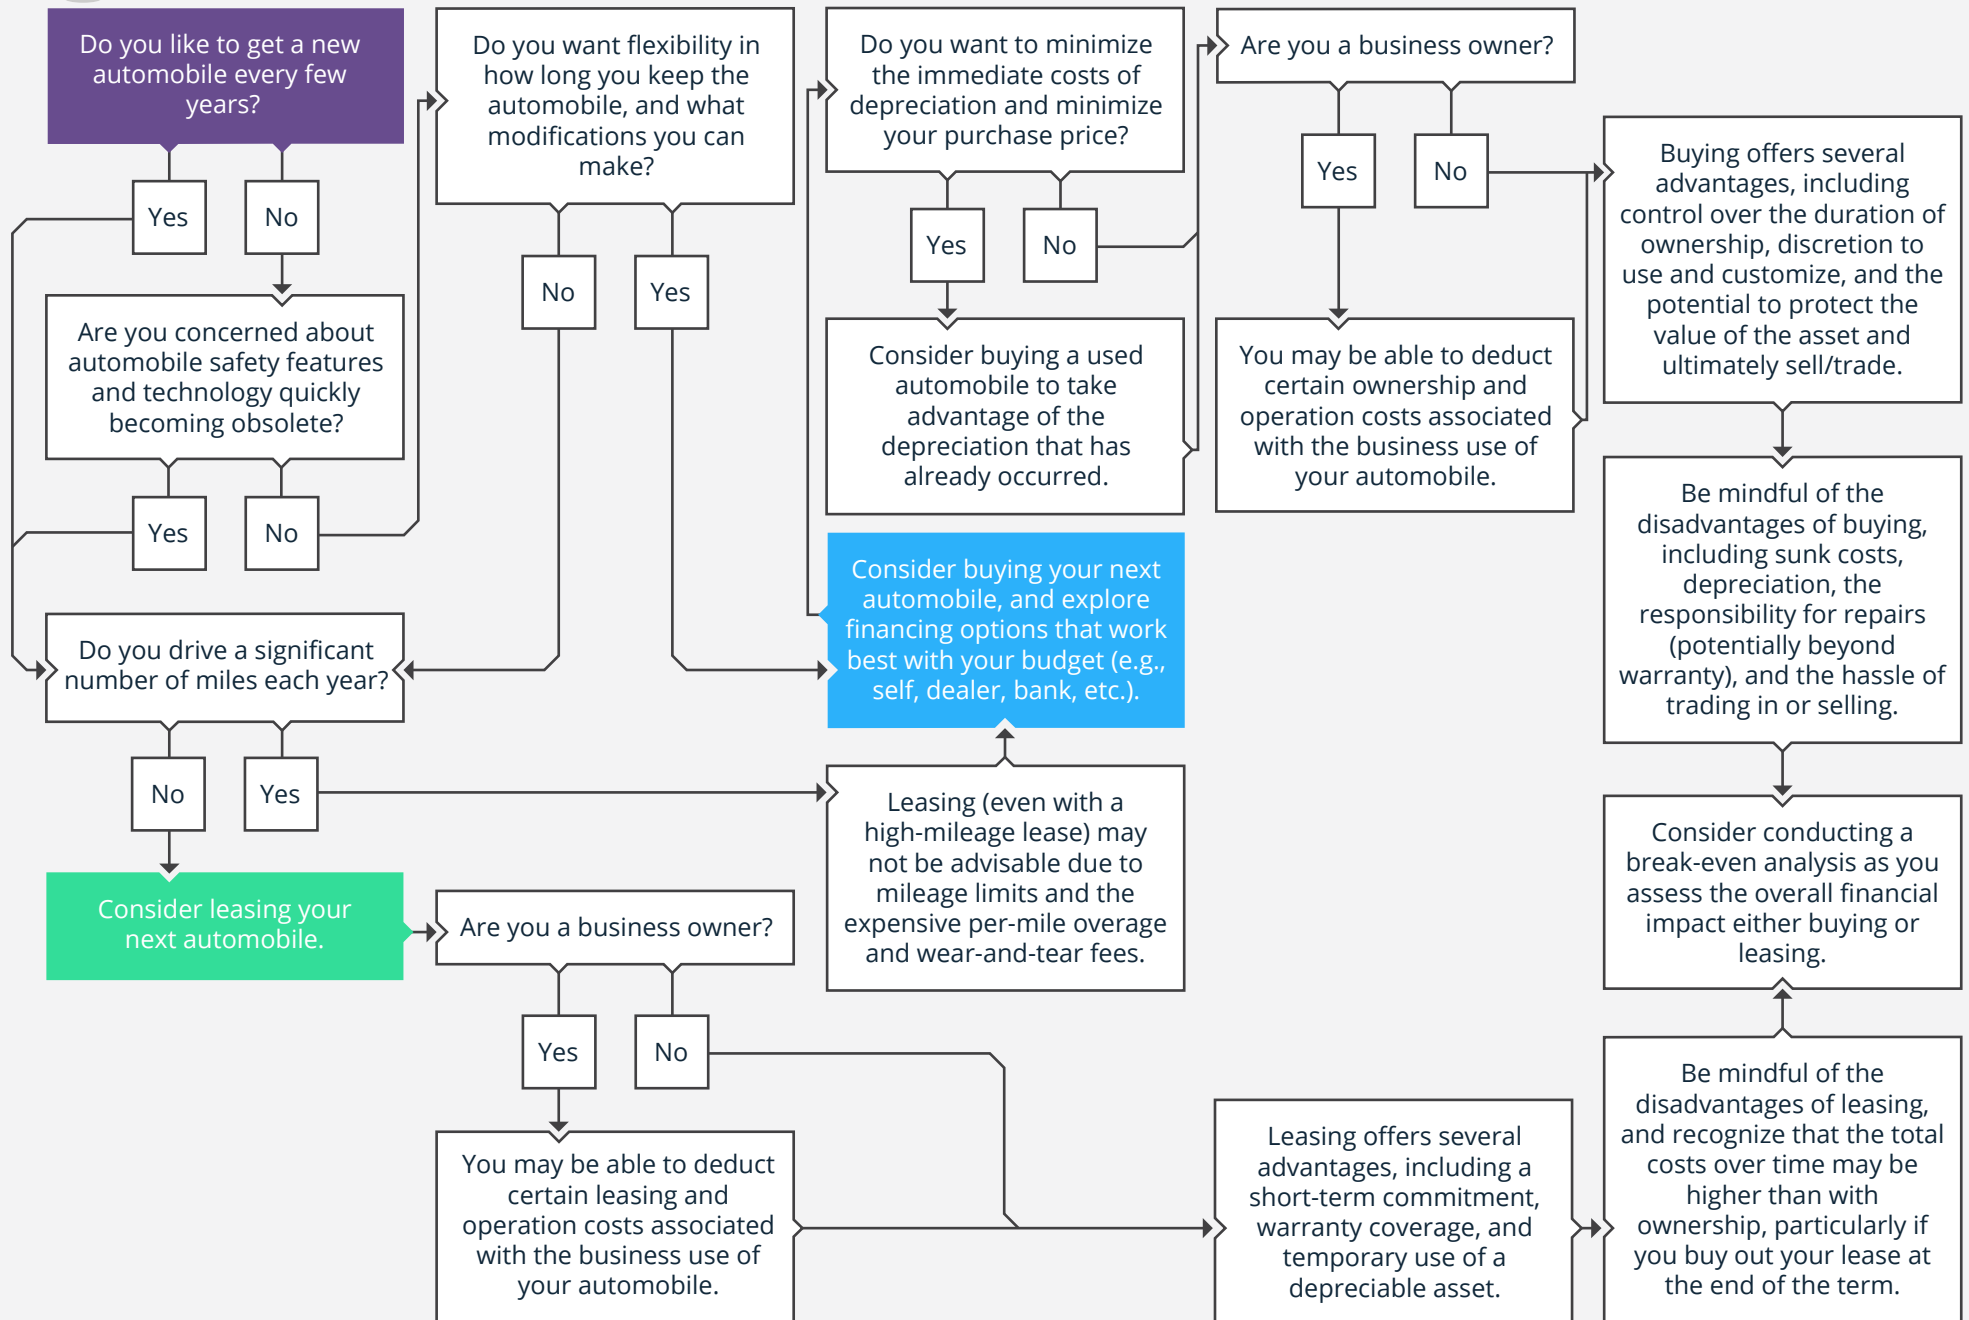 Do you like to get a new
automobile every few
years?
Yes
No
Are you concerned about
automobile safety features
and technology quickly
becoming obsolete?
Yes
No
Do you drive a significant
number of miles each year?
No
Yes
Consider leasing your
next automobile.
Do you want flexibility in
how long you keep the
automobile, and what
modifications you can
make?
No
Yes
Are you a business owner?
Yes
No
You may be able to deduct
certain leasing and
operation costs associated
with the business use of
your automobile.
Do you want to minimize
the immediate costs of
depreciation and minimize
your purchase price?
Yes
No
Consider buying a used
automobile to take
advantage of the
depreciation that has
already occurred.
Consider buying your next
automobile, and explore
financing options that work
best with your budget (e.g.,
self, dealer, bank, etc.).
Leasing (even with a
high-mileage lease) may
not be advisable due to
mileage limits and the
expensive per-mile overage
and wear-and-tear fees.
Are you a business owner?
Yes
No
You may be able to deduct
certain ownership and
operation costs associated
with the business use of
your automobile.
Leasing offers several
advantages, including a
short-term commitment,
warranty coverage, and
temporary use of a
depreciable asset.
Buying offers several
advantages, including
control over the duration of
ownership, discretion to
use and customize, and the
potential to protect the
value of the asset and
ultimately sell/trade.
Be mindful of the
disadvantages of buying,
including sunk costs,
depreciation, the
responsibility for repairs
(potentially beyond
warranty), and the hassle of
trading in or selling.
Consider conducting a
break-even analysis as you
assess the overall financial
impact either buying or
leasing.
Be mindful of the
disadvantages of leasing,
and recognize that the total
costs over time may be
higher than with
ownership, particularly if
you buy out your lease at
the end of the term.